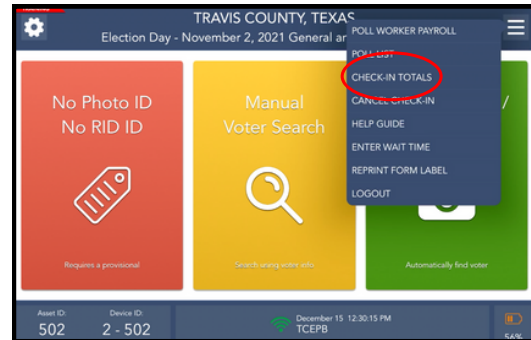 TRAVIS COUNTY, TEXAS
Election Day - November 2, 2021 General
POLL WORKER PAYROLL
POLL LIST
CHECK-IN TOTALS
CANCEL CHECK-IN
HELP GUIDE
ENTER WAIT TIME
REPRINT FORM LABEL
LOGOUT
No Photo ID
No RID ID
Requires a provisional
Manual
Voter Search
Search using voter info
/
Automatically find voter
Asset ID:
502
Device ID:
2 - 502
December 15 12:30:15 PM
TCEPB
56%